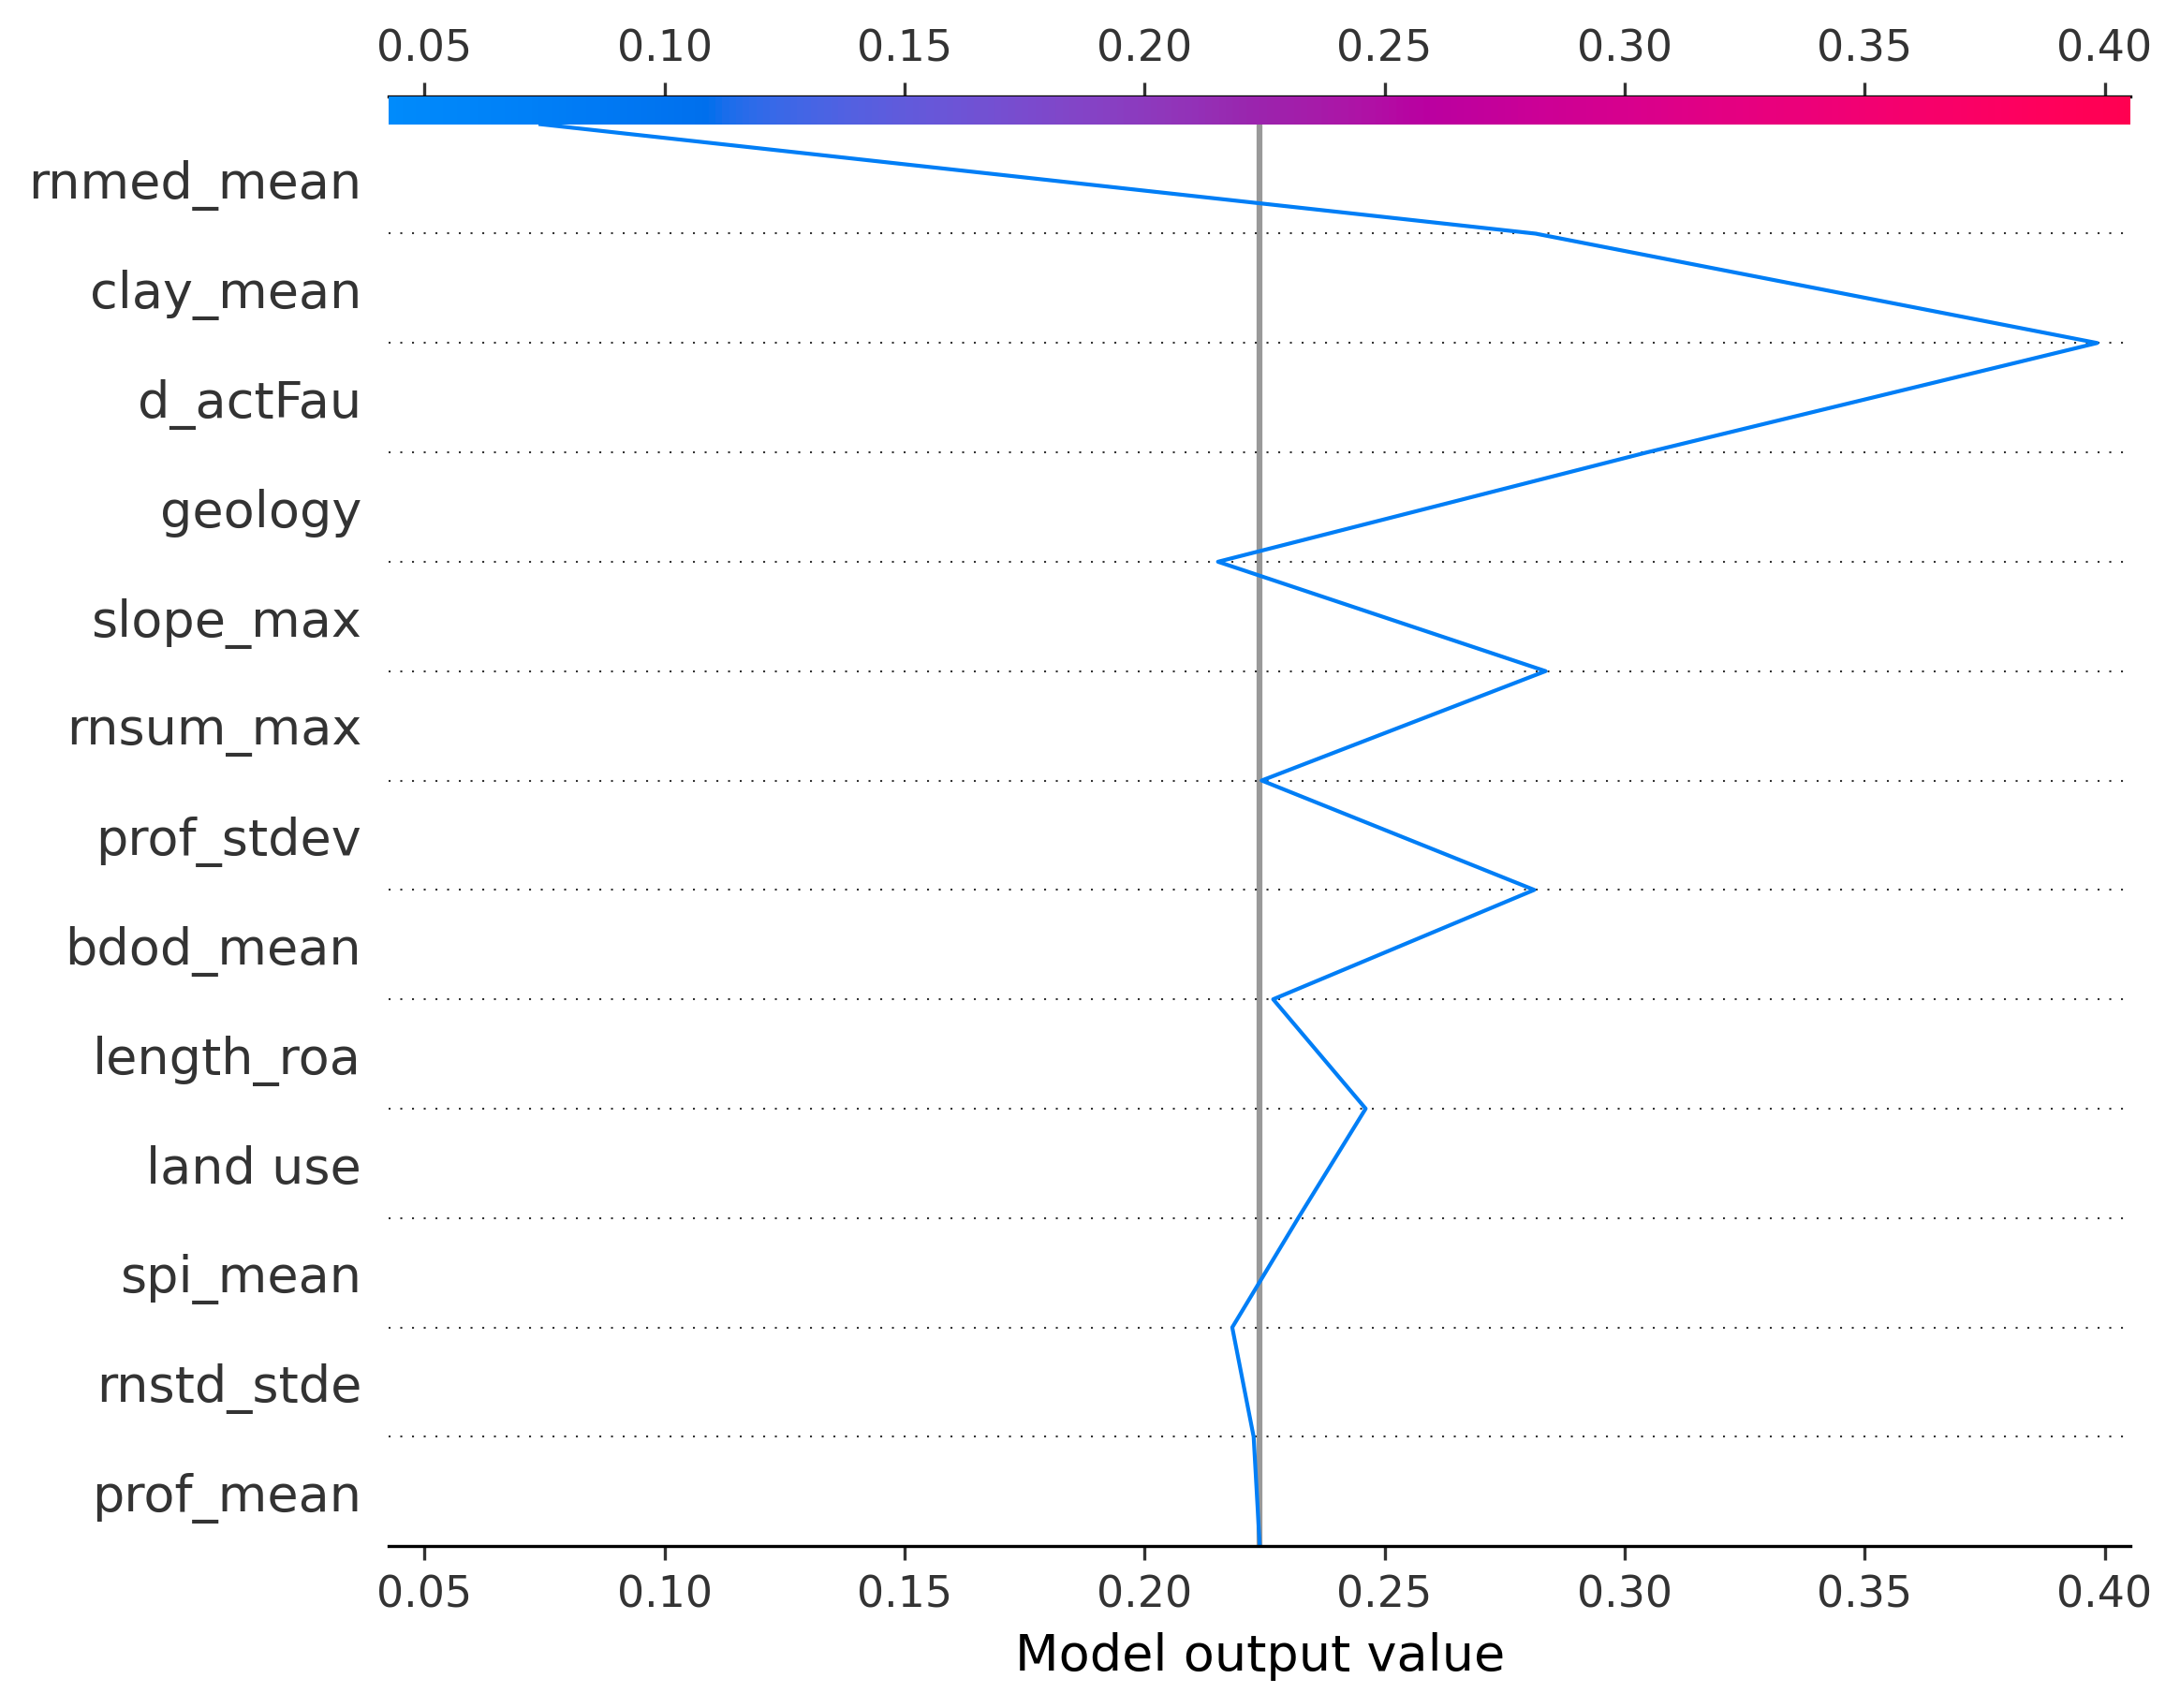 0.05 0.10 0.15 0.20 0.25 0.30 0.35 0.40
rnmed_mean
clay_mean
d_actFau
geology
slope_max
rnsum_max
prof_stdev
bdod_mean
length_roa
land use
spi_mean
rnstd_stde
prof_mean
0.05 0.10 0.15 0.20 0.25 0.30 0.35 0.40
Model output value